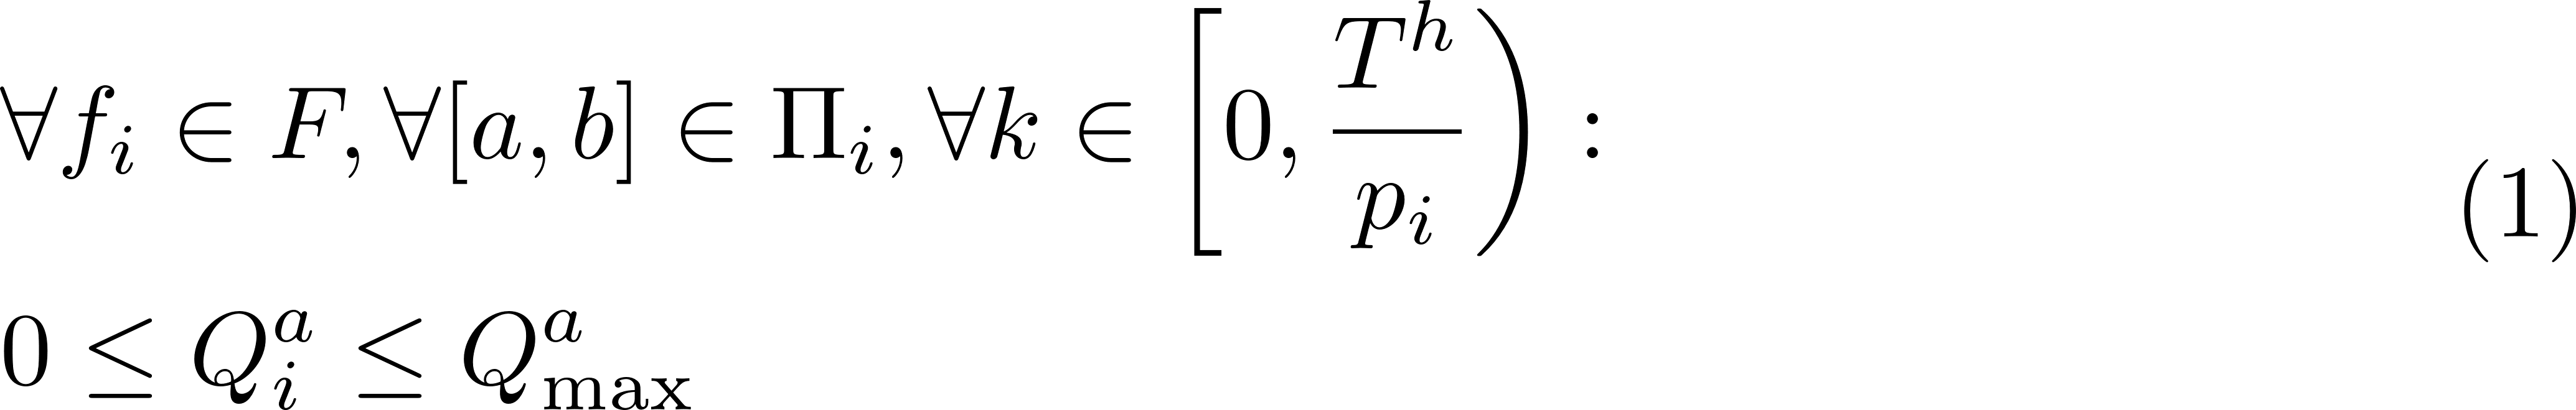 ∀f_i ∈ F, ∀[a, b] ∈ Π_i, ∀k ∈ [0, T^h / p_i) :
(1)
0 ≤ Q_i^a ≤ Q_max^a